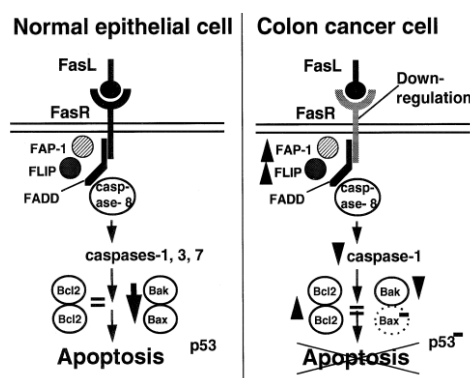 Normal epithelial cell
FasL
FasR
FAP-1
FLIP
FADD
casp-
ase- 8
caspases-1, 3, 7
Bcl2
Bcl2
=
Bak
Bax
p53
Apoptosis
Colon cancer cell
FasL
Down-
regulation
FasR
FAP-1
FLIP
FADD
casp-
ase- 8
caspase-1
Bcl2
Bcl2
=
Bak
Bax
p53-
Apoptosis